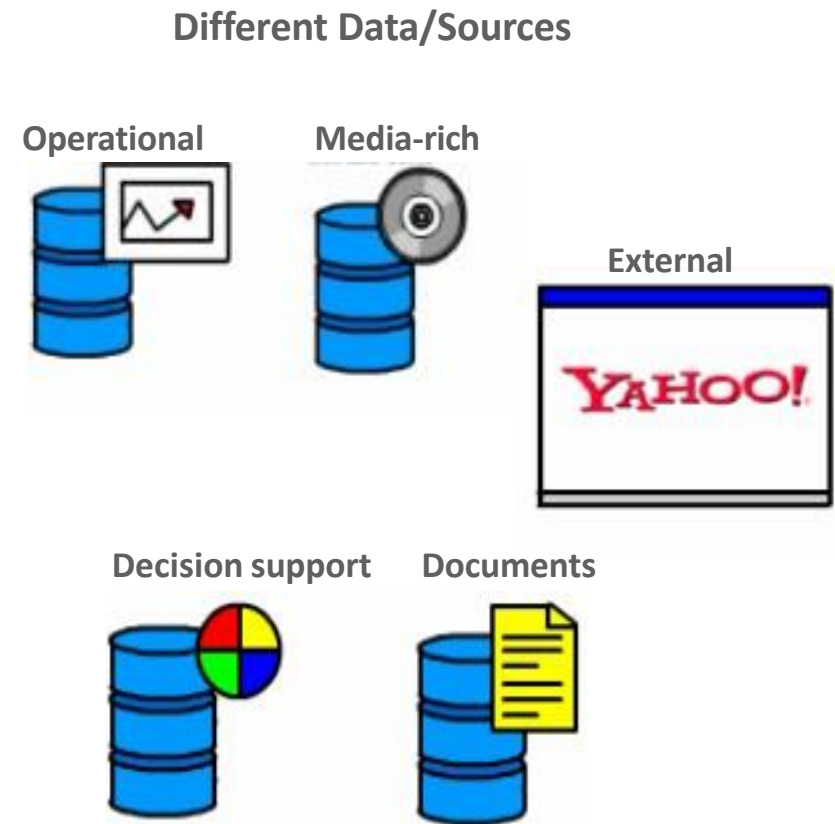 Different Data/Sources
Operational
Media-rich
External
YAHOO!
Decision support
Documents